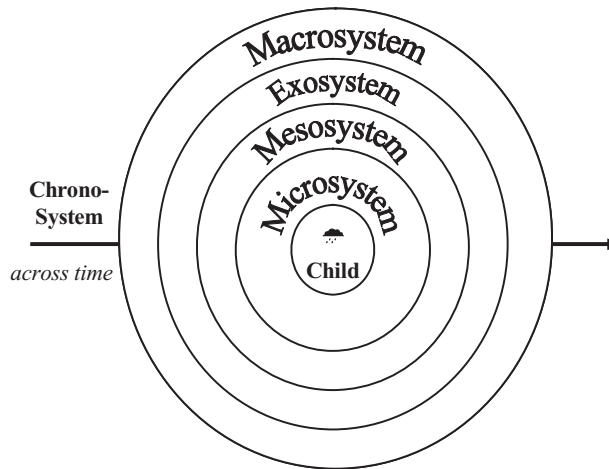 Macrosystem
Exosystem
Mesosystem
Microsystem
Chrono-
System
across time
Child